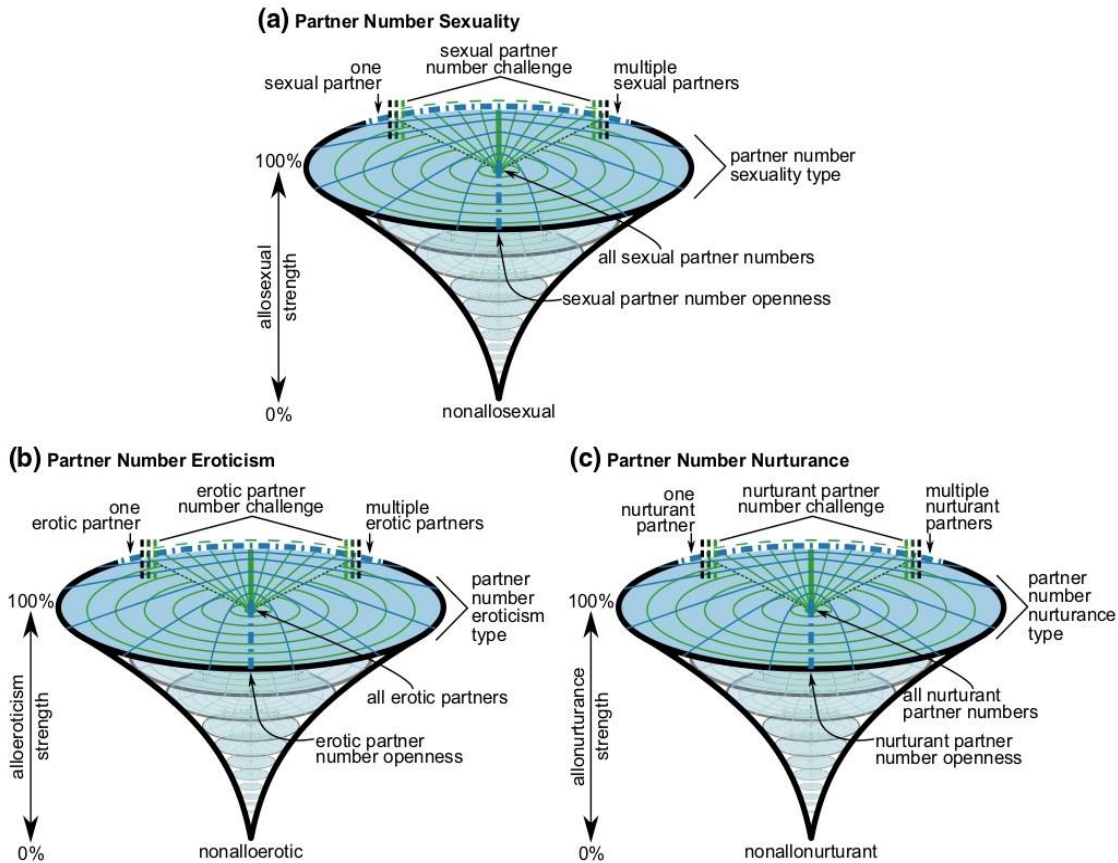 (a) Partner Number Sexuality
one
sexual partner
sexual partner
number challenge
multiple
sexual partners
100%
partner number
sexuality type
allosexual
strength
all sexual partner numbers
sexual partner number openness
0%
nonallosexual
(b) Partner Number Eroticism
one
erotic partner
erotic partner
number challenge
multiple
erotic partners
100%
partner
number
eroticism
type
alloeroticism
strength
all erotic partners
erotic partner
number openness
0%
nonalloerotic
(c) Partner Number Nurturance
one
nurturant
partner
nurturant partner
number challenge
multiple
nurturant
partners
100%
partner
number
nurturance
type
allonurturance
strength
all nurturant
partner numbers
nurturant partner
number openness
0%
nonallonurturant